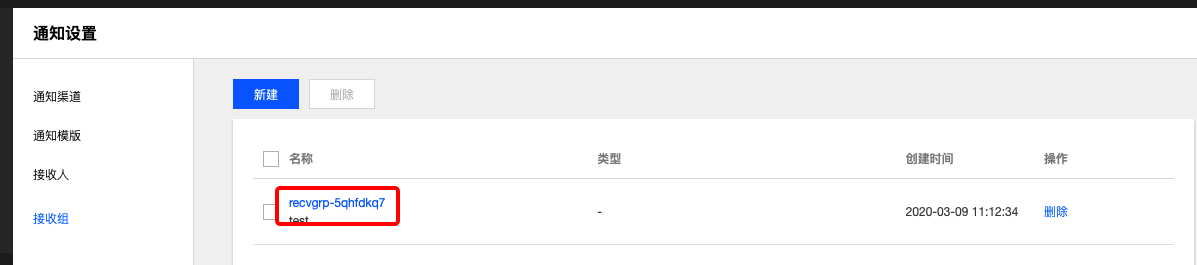 通知设置
通知渠道
通知模版
接收人
接收组
新建 删除
名称 类型 创建时间 操作
recvgrp-5qhfdkq7
test
- 2020-03-09 11:12:34 删除